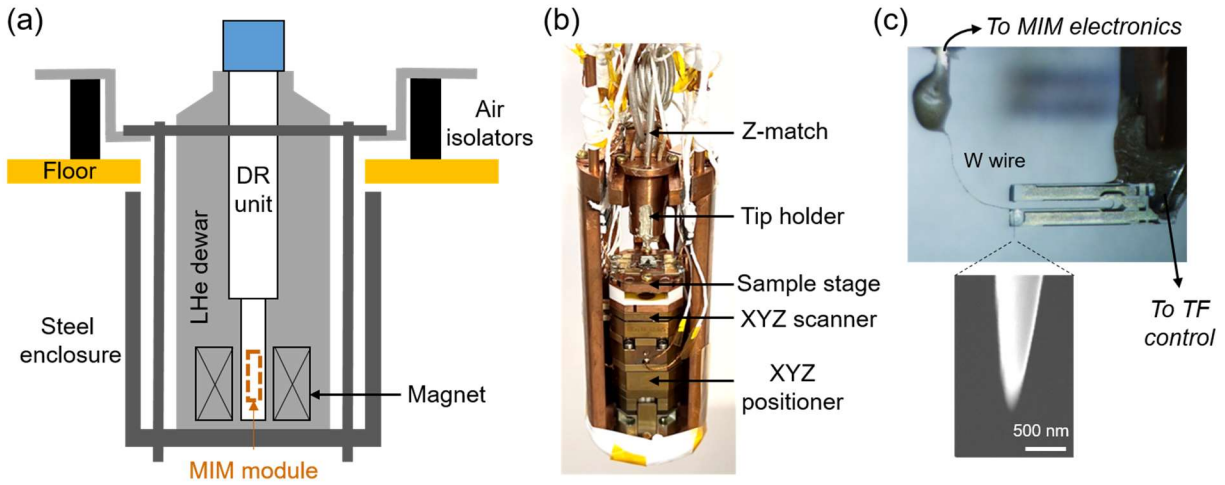 (a)
Air
isolators
Floor
DR
unit
LHe dewar
Steel
enclosure
Magnet
MIM module
(b)
Z-match
Tip holder
Sample stage
XYZ scanner
XYZ
positioner
(c)
To MIM electronics
W wire
To TF
control
500 nm